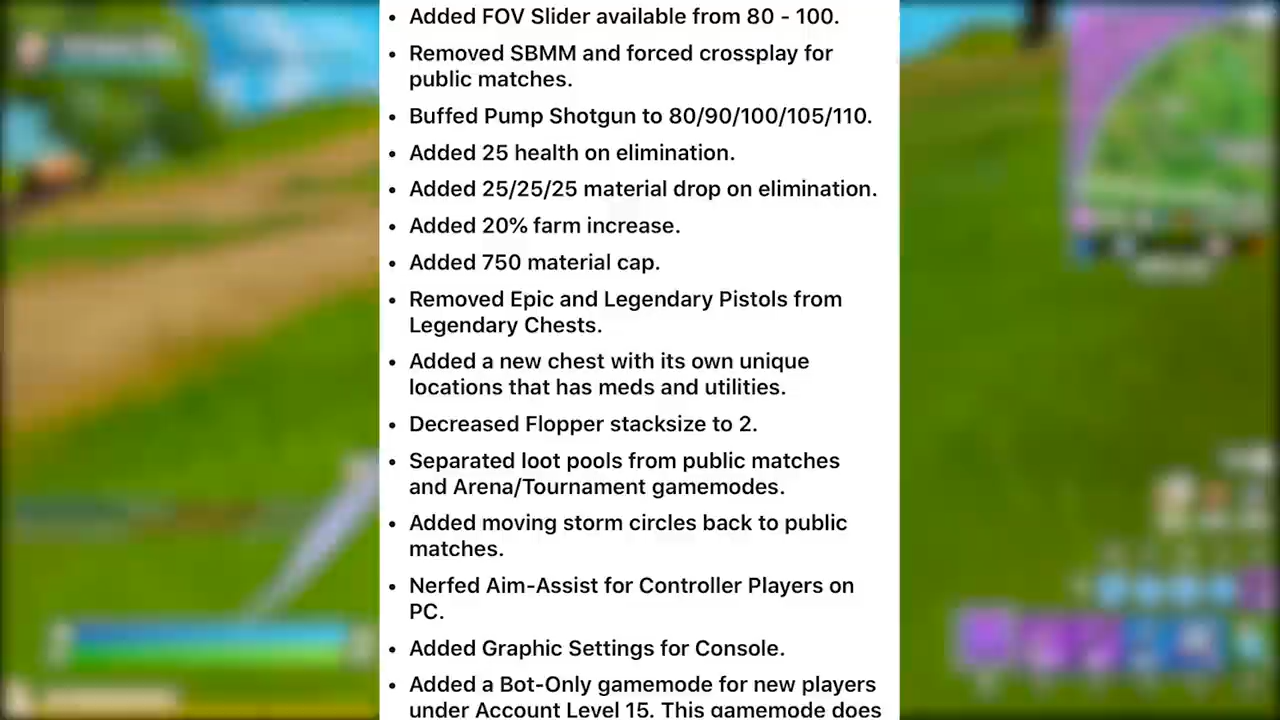 • Added FOV Slider available from 80 - 100.
• Removed SBMM and forced crossplay for
public matches.
• Buffed Pump Shotgun to 80/90/100/105/110.
• Added 25 health on elimination.
• Added 25/25/25 material drop on elimination.
• Added 20% farm increase.
• Added 750 material cap.
• Removed Epic and Legendary Pistols from
Legendary Chests.
• Added a new chest with its own unique
locations that has meds and utilities.
• Decreased Flopper stacksize to 2.
• Separated loot pools from public matches
and Arena/Tournament gamemodes.
• Added moving storm circles back to public
matches.
• Nerfed Aim-Assist for Controller Players on
PC.
• Added Graphic Settings for Console.
• Added a Bot-Only gamemode for new players
under Account Level 15. This gamemode does